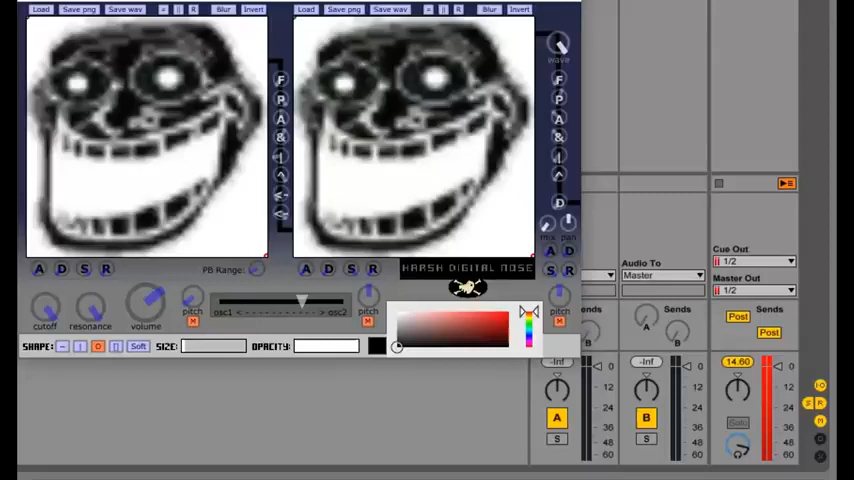 Load Save png Save wav = || R Blur Invert
Load Save png Save wav = || R Blur Invert
wave
F F
R P
A A
& &
D
mix pan
A D
A D S R PB Range: A D S R S R
HARSH DIGITAL NOSE
cutoff resonance volume pitch osc1 < - - - - - - - - - - - > osc2 pitch pitch
M M M
SHAPE: - | O [] Soft SIZE: OPACITY:
Audio To
Master
Cue Out
1/2
Master Out
1/2
Sends Sends Sends
A
B B
Post
Post
-Inf -Inf 14.60
0 0 0
12 12 12
24 24 24
36 36 36
48 48 48
60 60 60
A B Solo
S S
I-O
S R
M
D
X